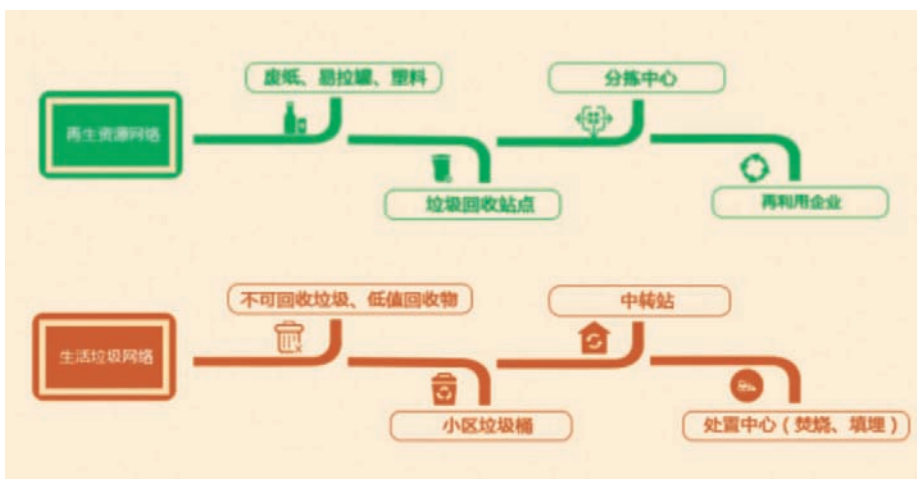 废纸、易拉罐、塑料
分拣中心
再生资源网络
垃圾回收站点
再利用企业
不可回收垃圾、低值回收物
中转站
生活垃圾网络
小区垃圾桶
处置中心（焚烧、填埋）